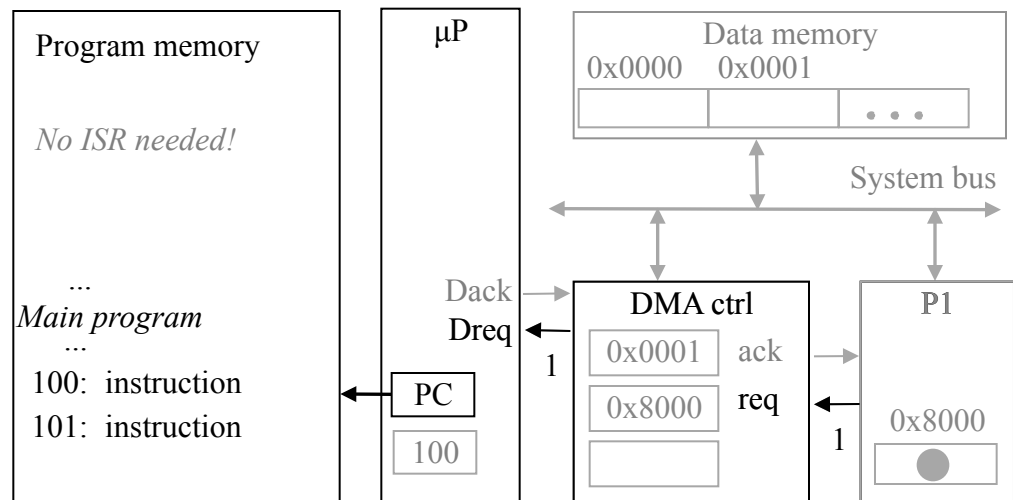 Program memory
No ISR needed!
...
Main program
...
100: instruction
101: instruction
μP
Dack
Dreq
PC
100
Data memory
0x0000 0x0001
System bus
1
DMA ctrl
0x0001
0x8000
ack
req
1
P1
0x8000